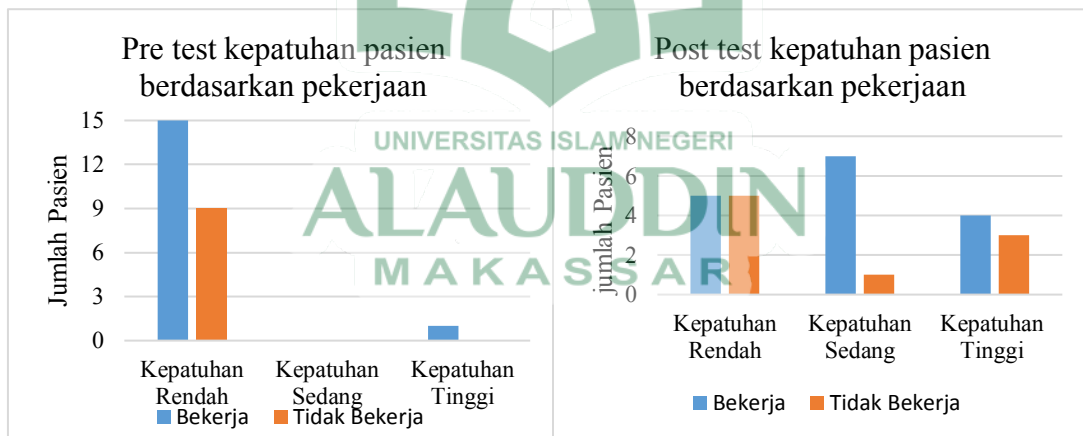 Pre test kepatuhan pasien
berdasarkan pekerjaan
15
12
9
6
3
0
Jumlah Pasien
Kepatuhan
Rendah
Kepatuhan
Sedang
Kepatuhan
Tinggi
Bekerja
Tidak Bekerja
Post test kepatuhan pasien
berdasarkan pekerjaan
8
6
4
2
0
jumlah Pasien
Kepatuhan
Rendah
Kepatuhan
Sedang
Kepatuhan
Tinggi
Bekerja
Tidak Bekerja
UNIVERSITAS ISLAM NEGERI
ALAUDDIN
MAKASSAR